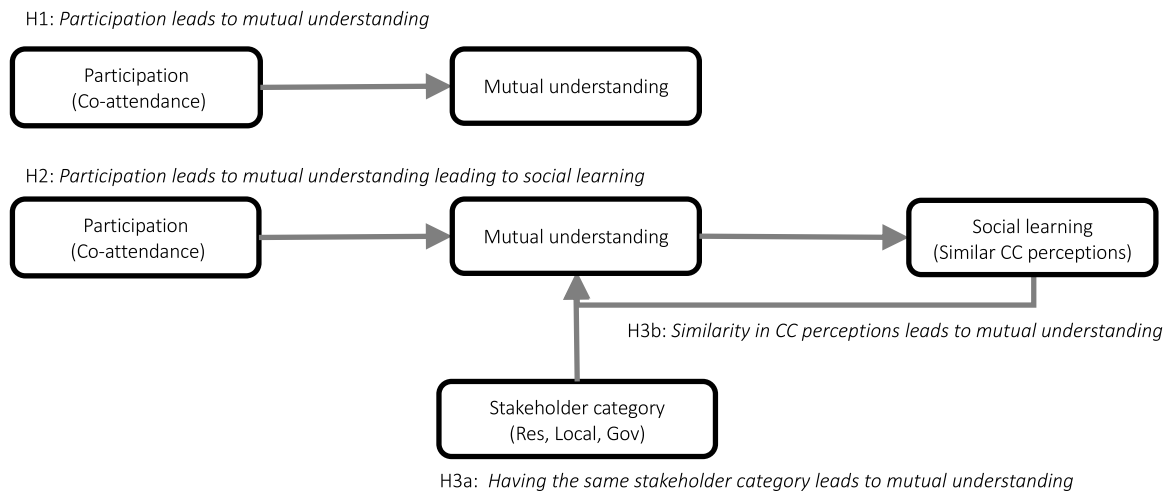 H1: Participation leads to mutual understanding
Participation
(Co-attendance)
Mutual understanding
H2: Participation leads to mutual understanding leading to social learning
Participation
(Co-attendance)
Mutual understanding
Social learning
(Similar CC perceptions)
H3b: Similarity in CC perceptions leads to mutual understanding
Stakeholder category
(Res, Local, Gov)
H3a: Having the same stakeholder category leads to mutual understanding